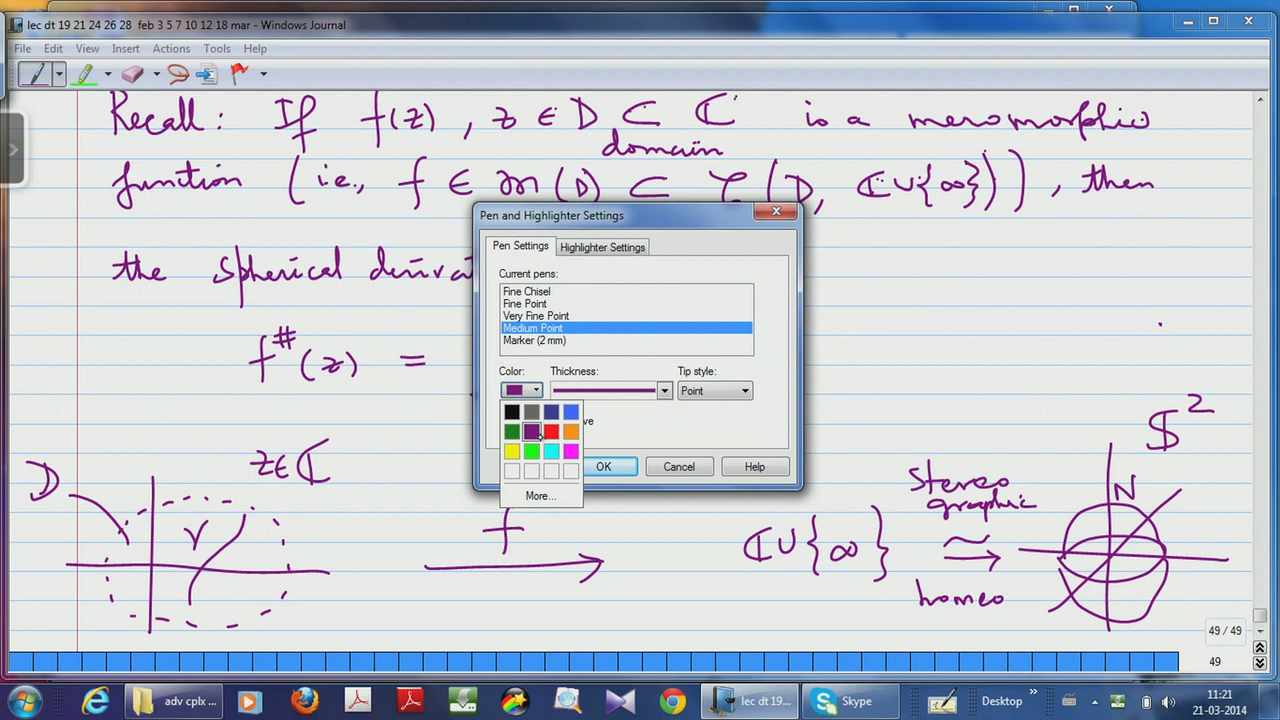 lec dt 19 21 24 26 28 feb 3 5 7 10 12 18 mar - Windows Journal
File Edit View Insert Actions Tools Help
Recall: If f(z), z ∈ D ⊂ ℂ is a meromorphic
domain
function (i.e., f ∈ M(D) ⊂ C(D, ℂ∪{∞})), then
the spherical deriva
f#(z) =
Pen and Highlighter Settings
Pen Settings Highlighter Settings
Current pens:
Fine Chisel
Fine Point
Very Fine Point
Medium Point
Marker (2 mm)
Color: Thickness: Tip style:
Point
OK Cancel Help
More...
D z∈ℂ
γ
f
ℂ∪{∞}
stereo
graphic
≅
homeo
N
S²
49 / 49
49
adv cplx ...
lec dt 19...
Skype
Desktop
11:21
21-03-2014